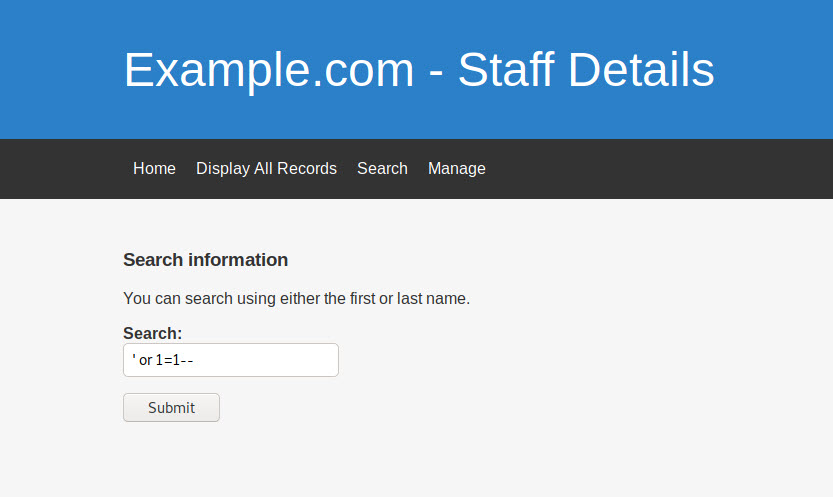 Example.com - Staff Details
Home Display All Records Search Manage
Search information
You can search using either the first or last name.
Search:
' or 1=1--
Submit